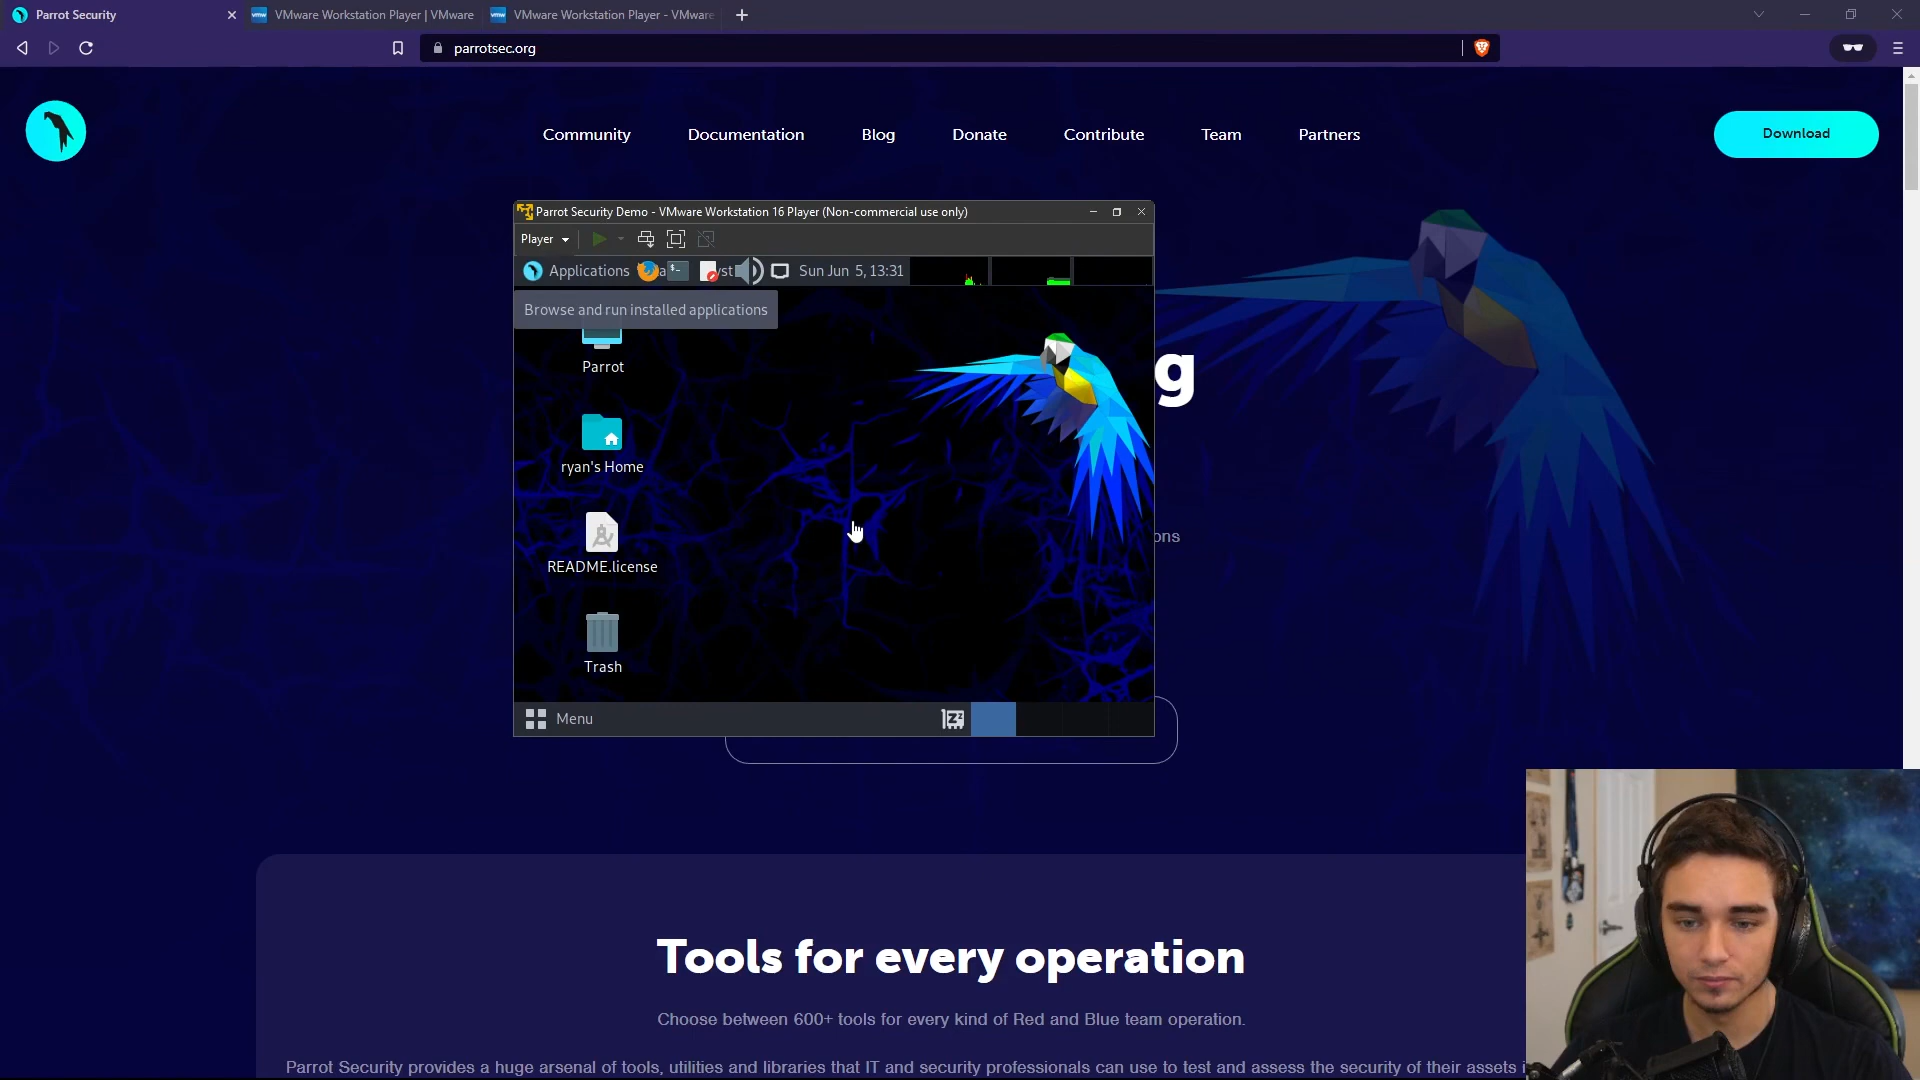 Parrot Security
VMware Workstation Player | VMware
VMware Workstation Player - VMware
parrotsec.org
Community
Documentation
Blog
Donate
Contribute
Team
Partners
Download
Parrot Security Demo - VMware Workstation 16 Player (Non-commercial use only)
Player
Applications
Sun Jun 5, 13:31
Browse and run installed applications
Parrot
g
ryan's Home
ons
README.license
Trash
Menu
Tools for every operation
Choose between 600+ tools for every kind of Red and Blue team operation.
Parrot Security provides a huge arsenal of tools, utilities and libraries that IT and security professionals can use to test and assess the security of their assets i